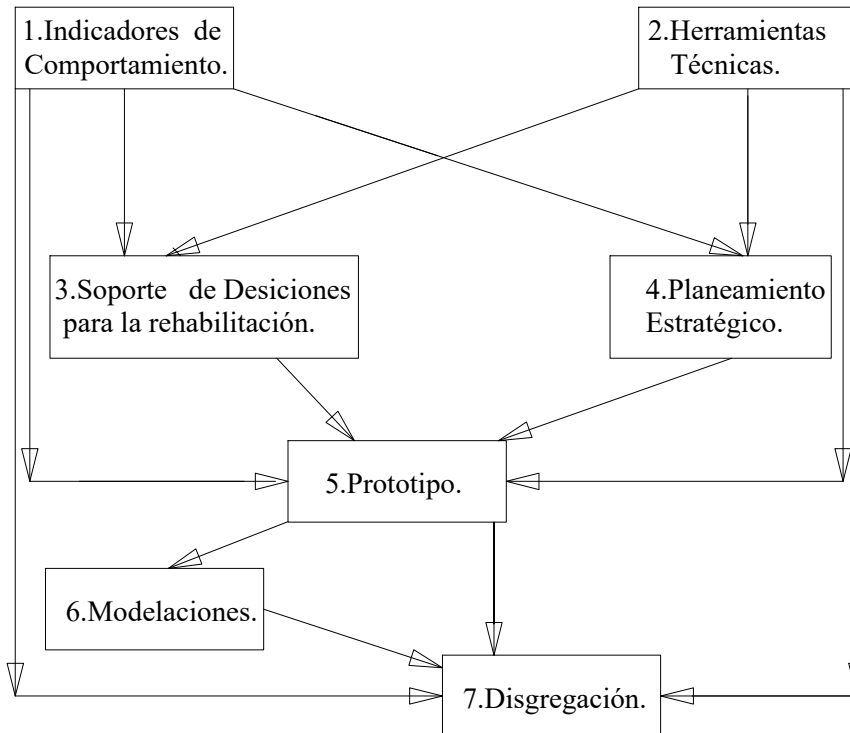 1.Indicadores de
Comportamiento.
2.Herramientas
Técnicas.
3.Soporte de Desiciones
para la rehabilitación.
4.Planeamiento
Estratégico.
5.Prototipo.
6.Modelaciones.
7.Disgregación.